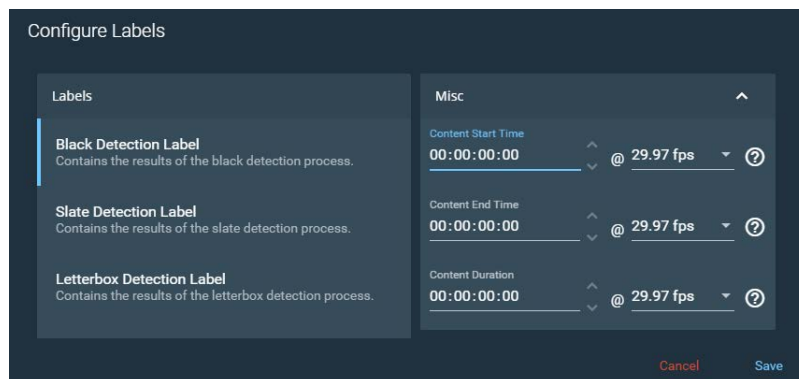 Configure Labels
Labels
Black Detection Label
Contains the results of the black detection process.
Slate Detection Label
Contains the results of the slate detection process.
Letterbox Detection Label
Contains the results of the letterbox detection process.
Misc
Content Start Time
00:00:00:00 @ 29.97 fps ?
Content End Time
00:00:00:00 @ 29.97 fps ?
Content Duration
00:00:00:00 @ 29.97 fps ?
Cancel Save